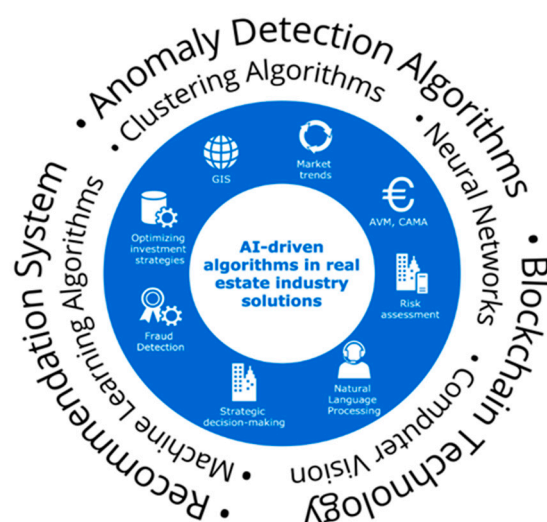 • Anomaly Detection Algorithms
• Blockchain Technology
• Recommendation System
• Clustering Algorithms
• Neural Networks
• Computer Vision
• Machine Learning Algorithms
GIS
Market
trends
AVM, CAMA
Risk
assessment
Natural
Language
Processing
Strategic
decision-making
Fraud
Detection
Optimizing
investment
strategies
AI-driven
algorithms in real
estate industry
solutions